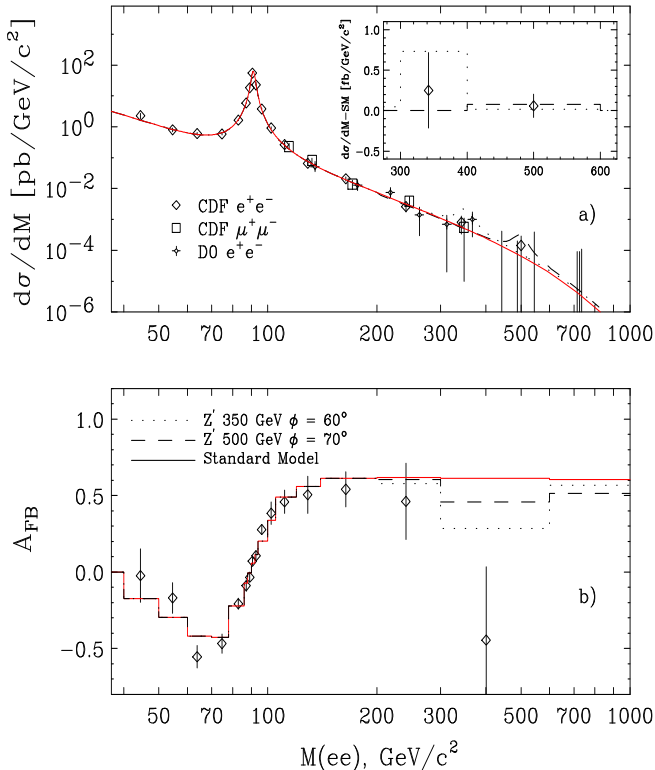 dσ/dM [pb/GeV/c²]
10²
10⁰
10⁻²
10⁻⁴
10⁻⁶
dσ/dM-SM [fb/GeV/c²]
1.0
0.5
0.0
-0.5
300 400 500 600
◇ CDF e⁺e⁻
□ CDF μ⁺μ⁻
✧ D0 e⁺e⁻
a)
50 70 100 200 300 500 700 1000
A_FB
1.0
0.5
0.0
-0.5
Z' 350 GeV φ = 60°
Z' 500 GeV φ = 70°
Standard Model
b)
50 70 100 200 300 500 700 1000
M(ee), GeV/c²